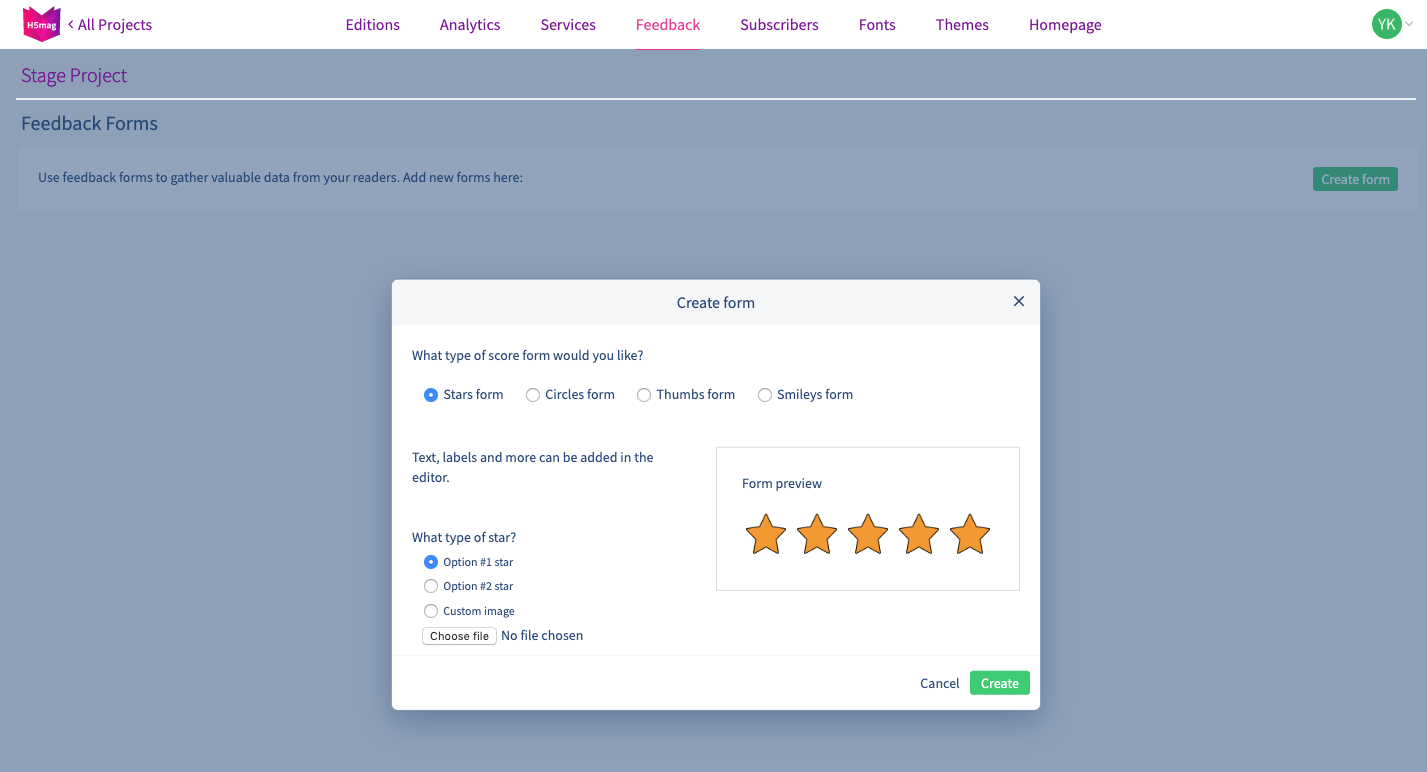 H5mag
All Projects
Editions
Analytics
Services
Feedback
Subscribers
Fonts
Themes
Homepage
YK
Stage Project
Feedback Forms
Use feedback forms to gather valuable data from your readers. Add new forms here:
Create form
Create form
What type of score form would you like?
Stars form
Circles form
Thumbs form
Smileys form
Text, labels and more can be added in the
editor.
Form preview
What type of star?
Option #1 star
Option #2 star
Custom image
Choose file No file chosen
Cancel
Create